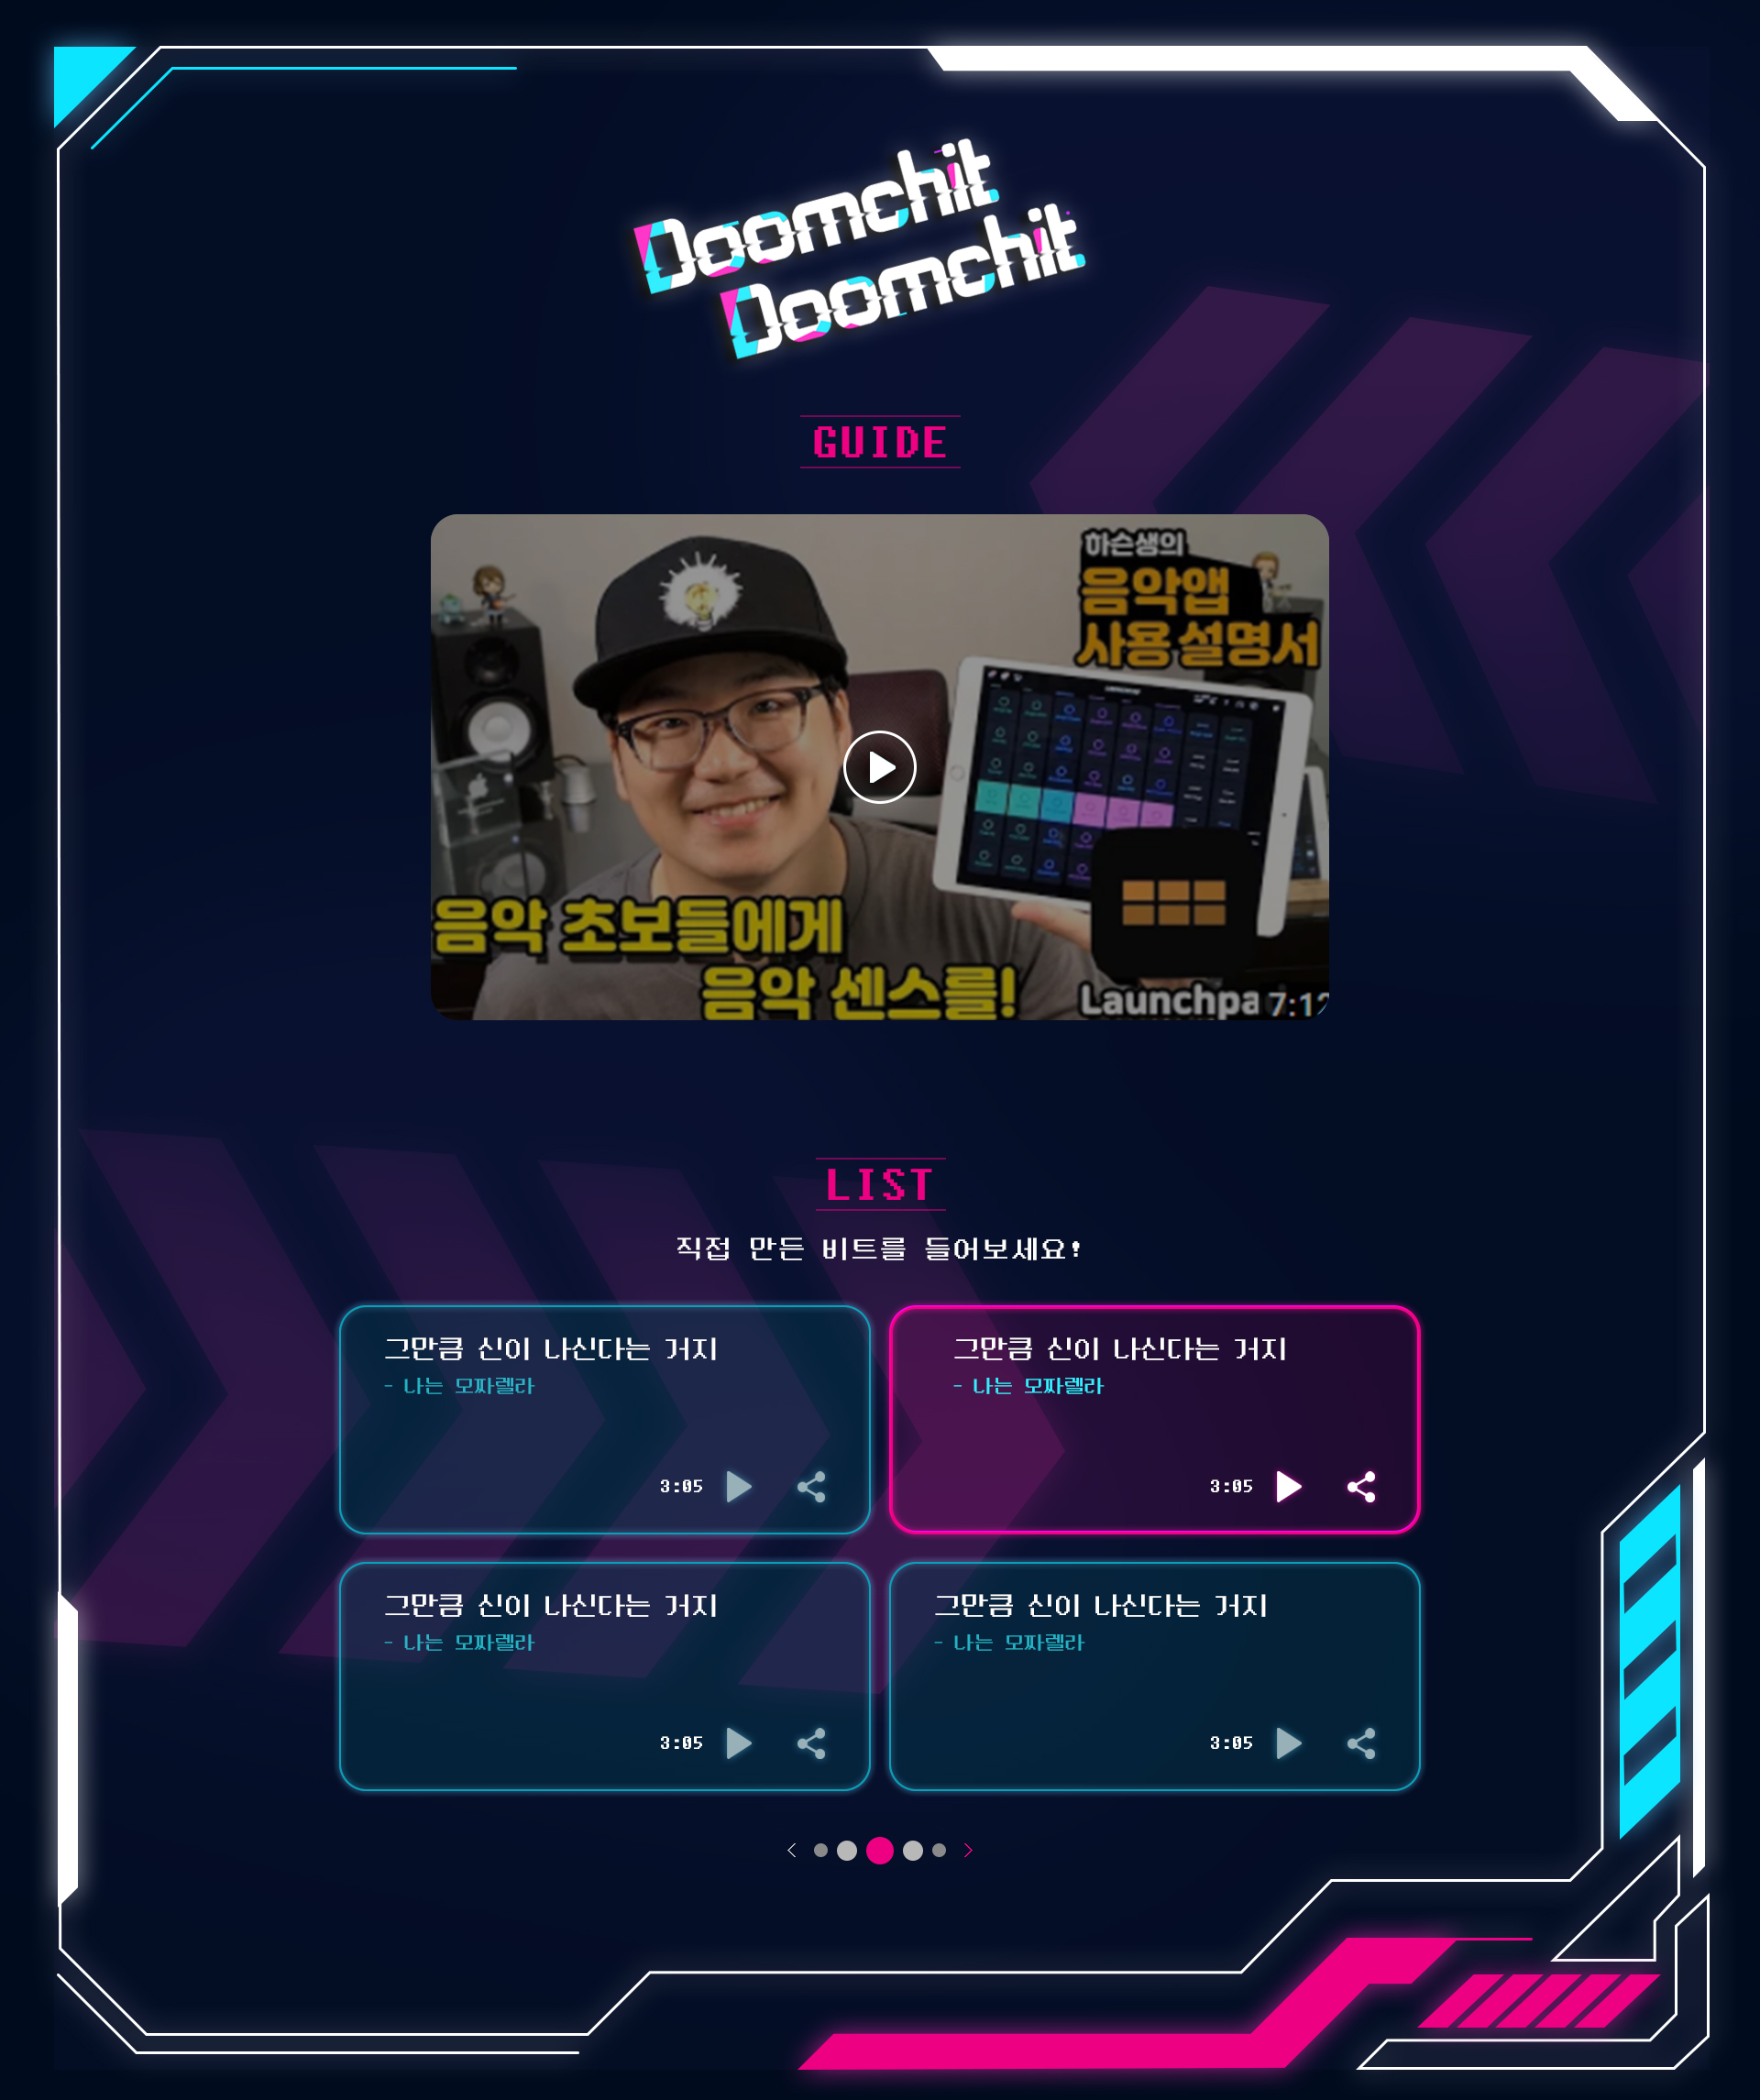 Doomchit
Doomchit
GUIDE
하슨생의
음악앱
사용 설명서
음악 초보들에게
음악 센스를!
Launchpa 7:12
LIST
직접 만든 비트를 들어보세요!
그만큼 신이 나신다는 거지
- 나는 모짜렐라
3:05
그만큼 신이 나신다는 거지
- 나는 모짜렐라
3:05
그만큼 신이 나신다는 거지
- 나는 모짜렐라
3:05
그만큼 신이 나신다는 거지
- 나는 모짜렐라
3:05